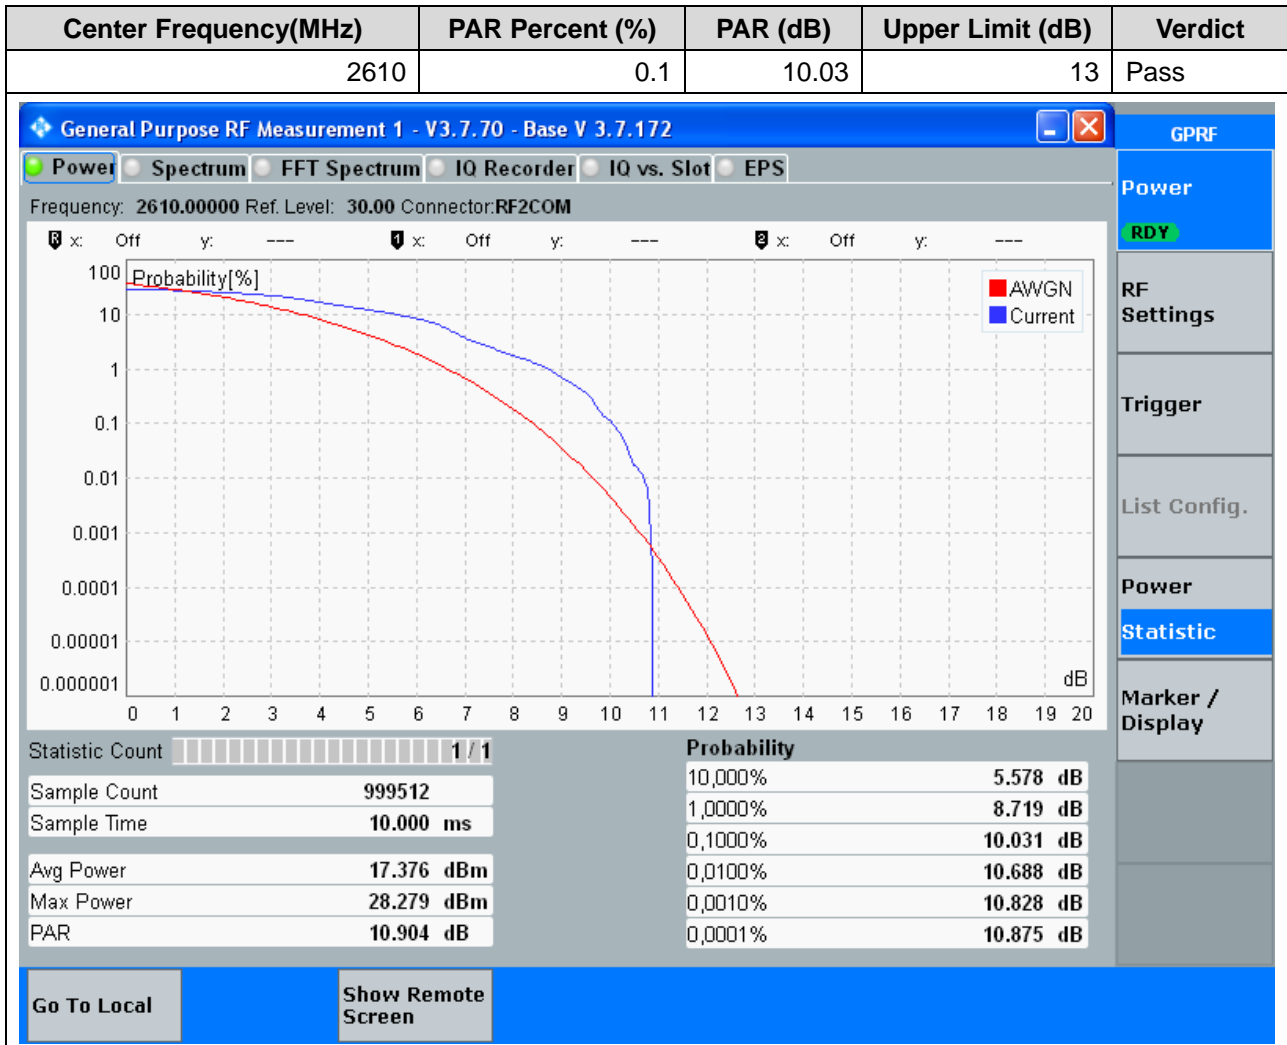 Center Frequency(MHz) PAR Percent (%) PAR (dB) Upper Limit (dB) Verdict
2610 0.1 10.03 13 Pass
General Purpose RF Measurement 1 - V3.7.70 - Base V 3.7.172
GPRF
Power Spectrum FFT Spectrum IQ Recorder IQ vs. Slot EPS
Frequency: 2610.00000 Ref. Level: 30.00 Connector:RF2COM
R x: Off y: --- 1 x: Off y: --- 2 x: Off y: ---
Probability[%]
AWGN
Current
100
10
1
0.1
0.01
0.001
0.0001
0.00001
0.000001
dB
0 1 2 3 4 5 6 7 8 9 10 11 12 13 14 15 16 17 18 19 20
Statistic Count 1 / 1
Sample Count 999512
Sample Time 10.000 ms
Avg Power 17.376 dBm
Max Power 28.279 dBm
PAR 10.904 dB
Probability
10,000% 5.578 dB
1,0000% 8.719 dB
0,1000% 10.031 dB
0,0100% 10.688 dB
0,0010% 10.828 dB
0,0001% 10.875 dB
Power
RDY
RF
Settings
Trigger
List Config.
Power
Statistic
Marker /
Display
Go To Local
Show Remote
Screen